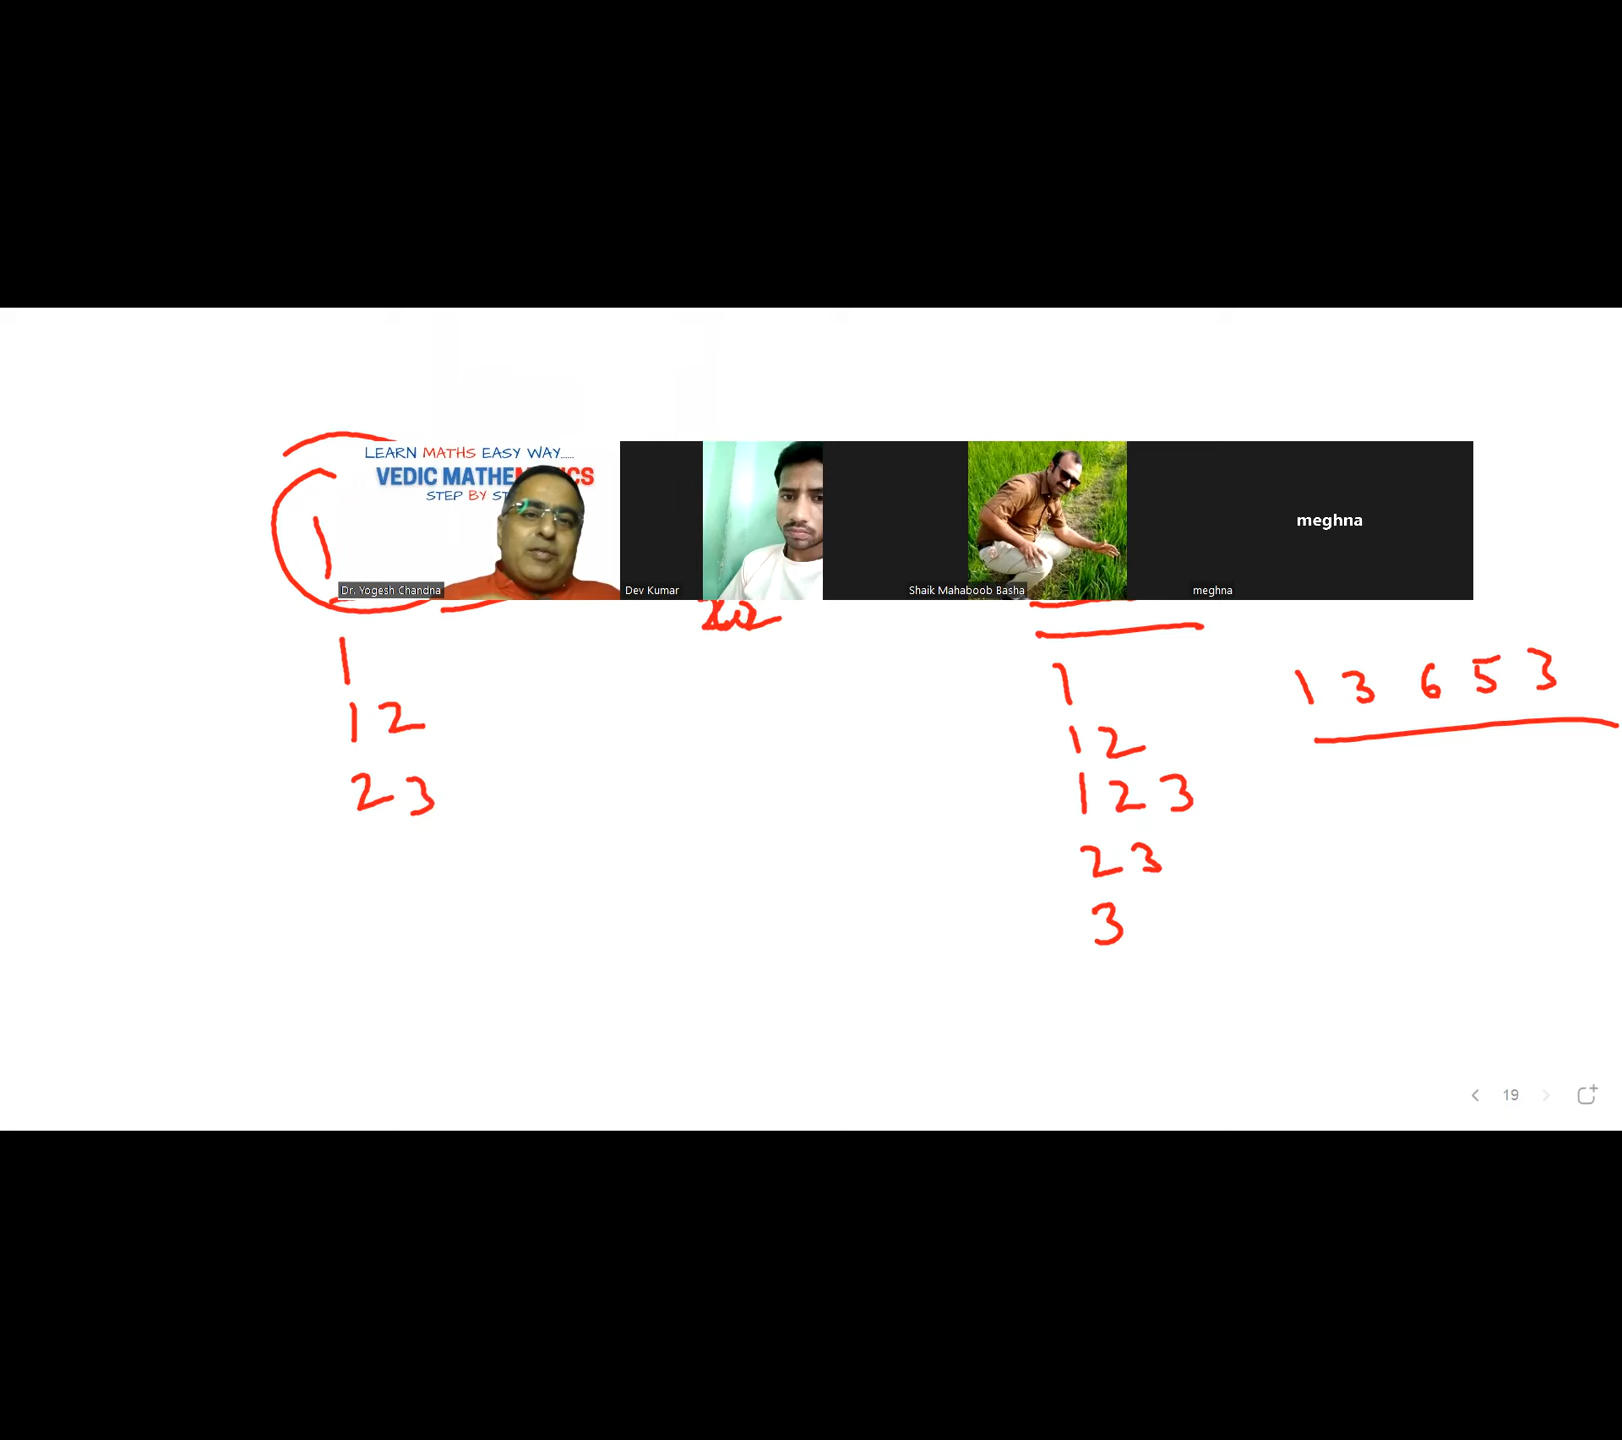 LEARN MATHS EASY WAY......
VEDIC MATHE CS
STEP BY ST
1
Dr. Yogesh Chandna
Dev Kumar
Shaik Mahaboob Basha
meghna
meghna
1
12
23
1
12
123
23
3
1 3 6 5 3
19